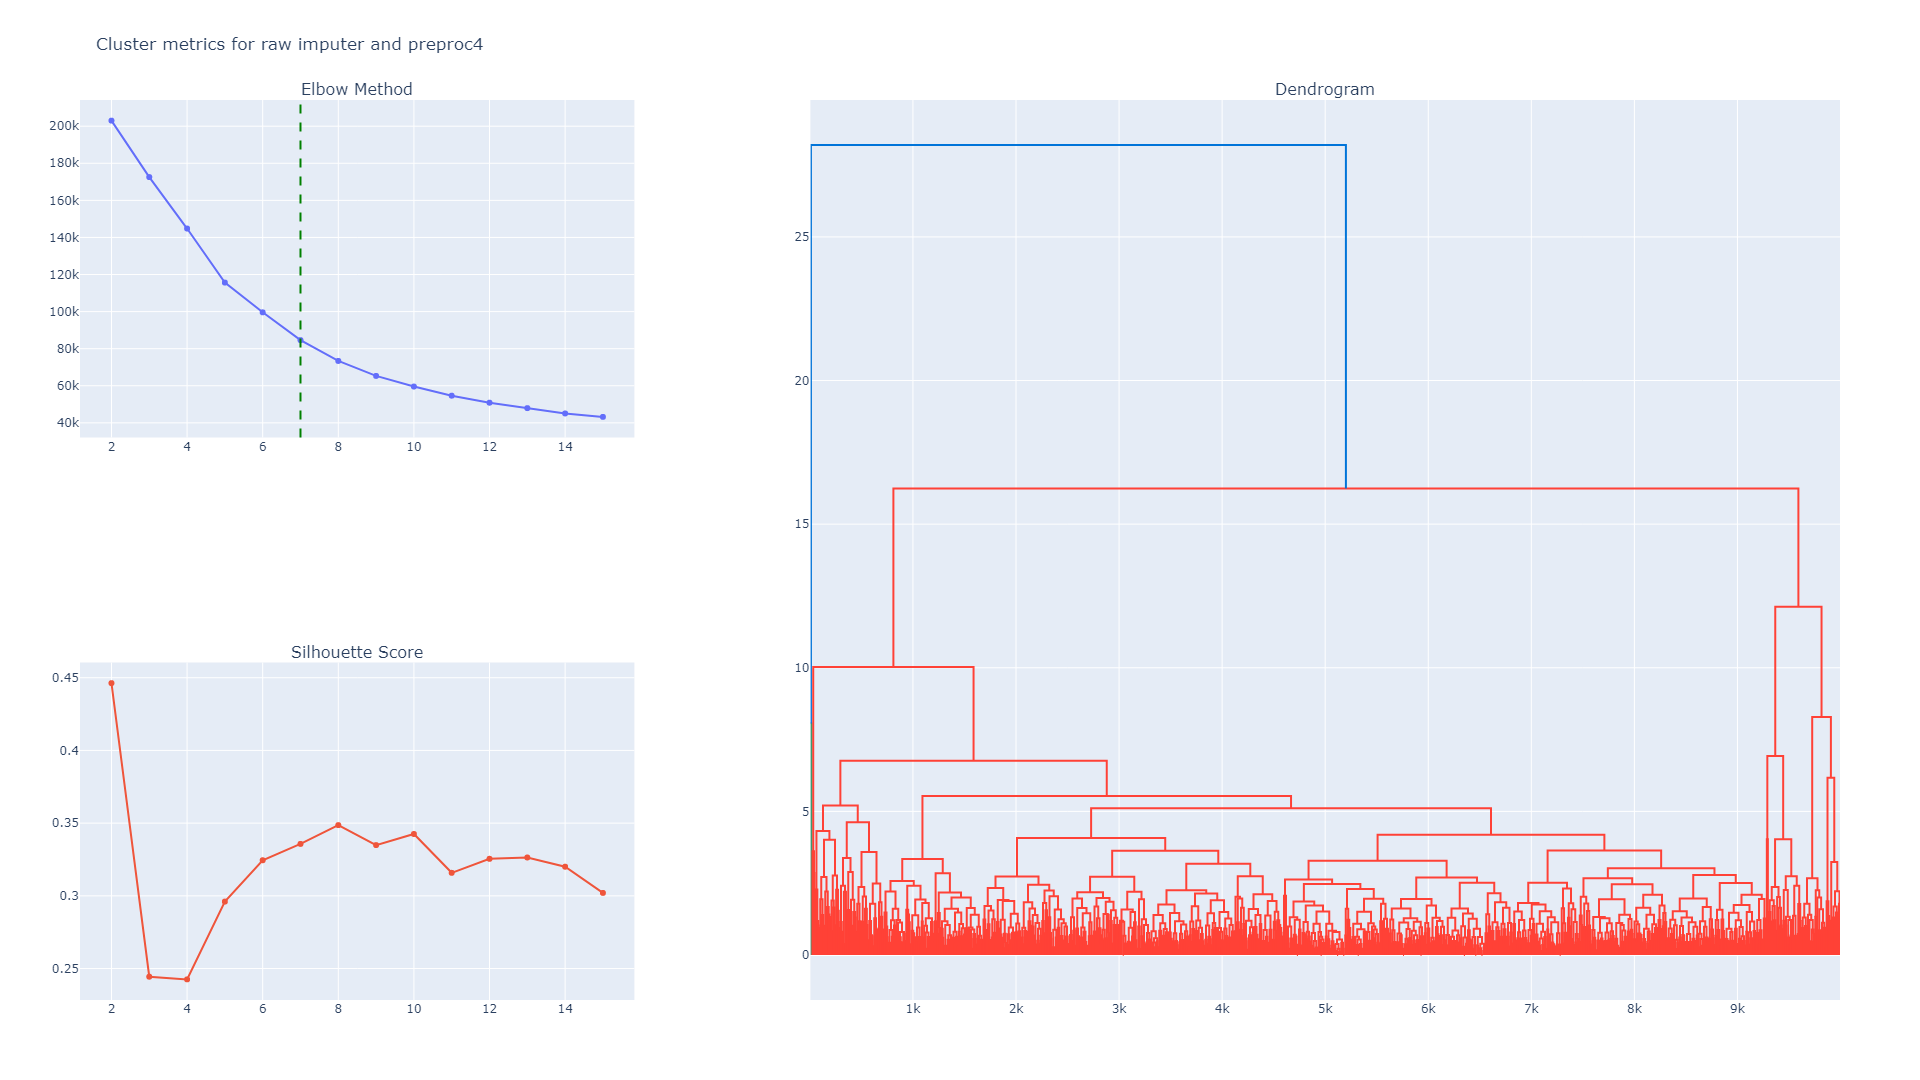 Cluster metrics for raw imputer and preproc4
Elbow Method
200k
180k
160k
140k
120k
100k
80k
60k
40k
2 4 6 8 10 12 14
Silhouette Score
0.45
0.4
0.35
0.3
0.25
2 4 6 8 10 12 14
Dendrogram
25
20
15
10
5
0
1k 2k 3k 4k 5k 6k 7k 8k 9k